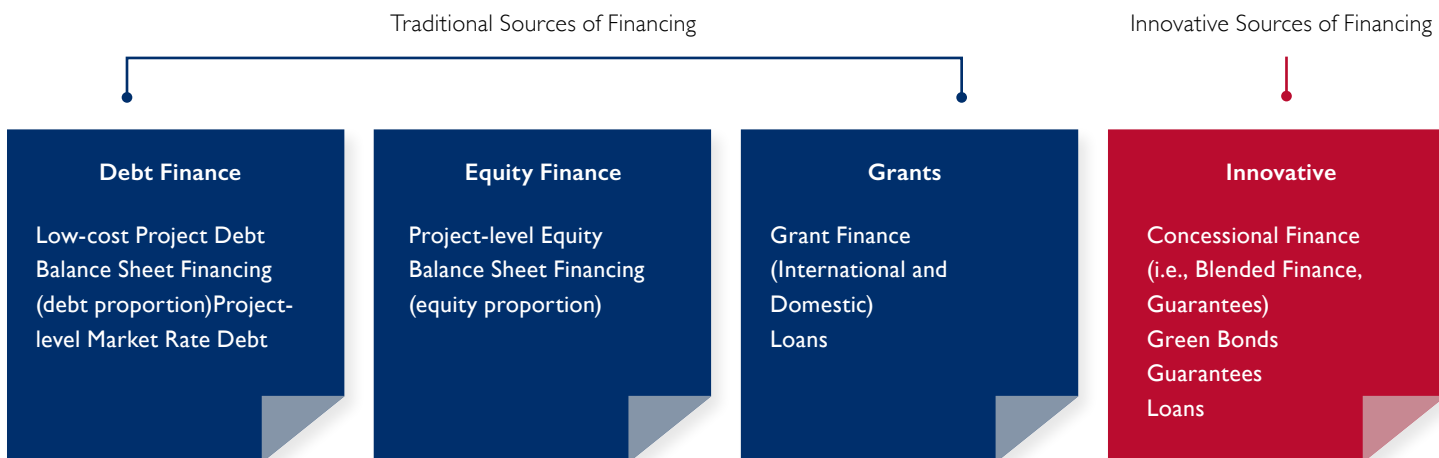 Traditional Sources of Financing
Innovative Sources of Financing
Debt Finance
Low-cost Project Debt
Balance Sheet Financing
(debt proportion)Project-
level Market Rate Debt
Equity Finance
Project-level Equity
Balance Sheet Financing
(equity proportion)
Grants
Grant Finance
(International and
Domestic)
Loans
Innovative
Concessional Finance
(i.e., Blended Finance,
Guarantees)
Green Bonds
Guarantees
Loans